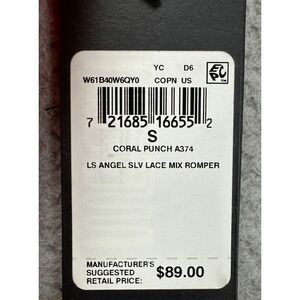 YC D6
W61B40W6QY0 COPN US
7 21685 16655 2
S
CORAL PUNCH A374
LS ANGEL SLV LACE MIX ROMPER
MANUFACTURER'S
SUGGESTED
RETAIL PRICE: $89.00